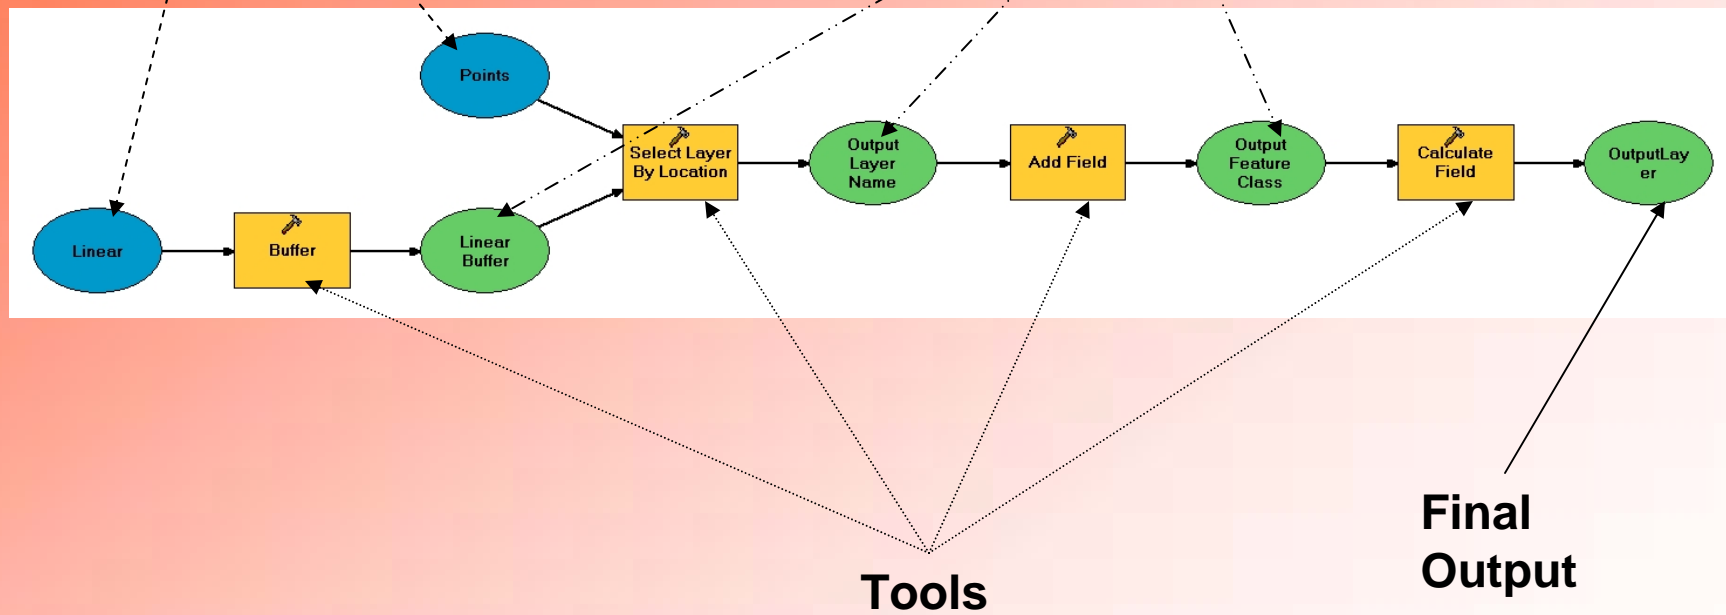 Points
Select Layer
By Location
Output
Layer
Name
Add Field
Output
Feature
Class
Calculate
Field
OutputLay
er
Linear
Buffer
Linear
Buffer
Final
Output
Tools